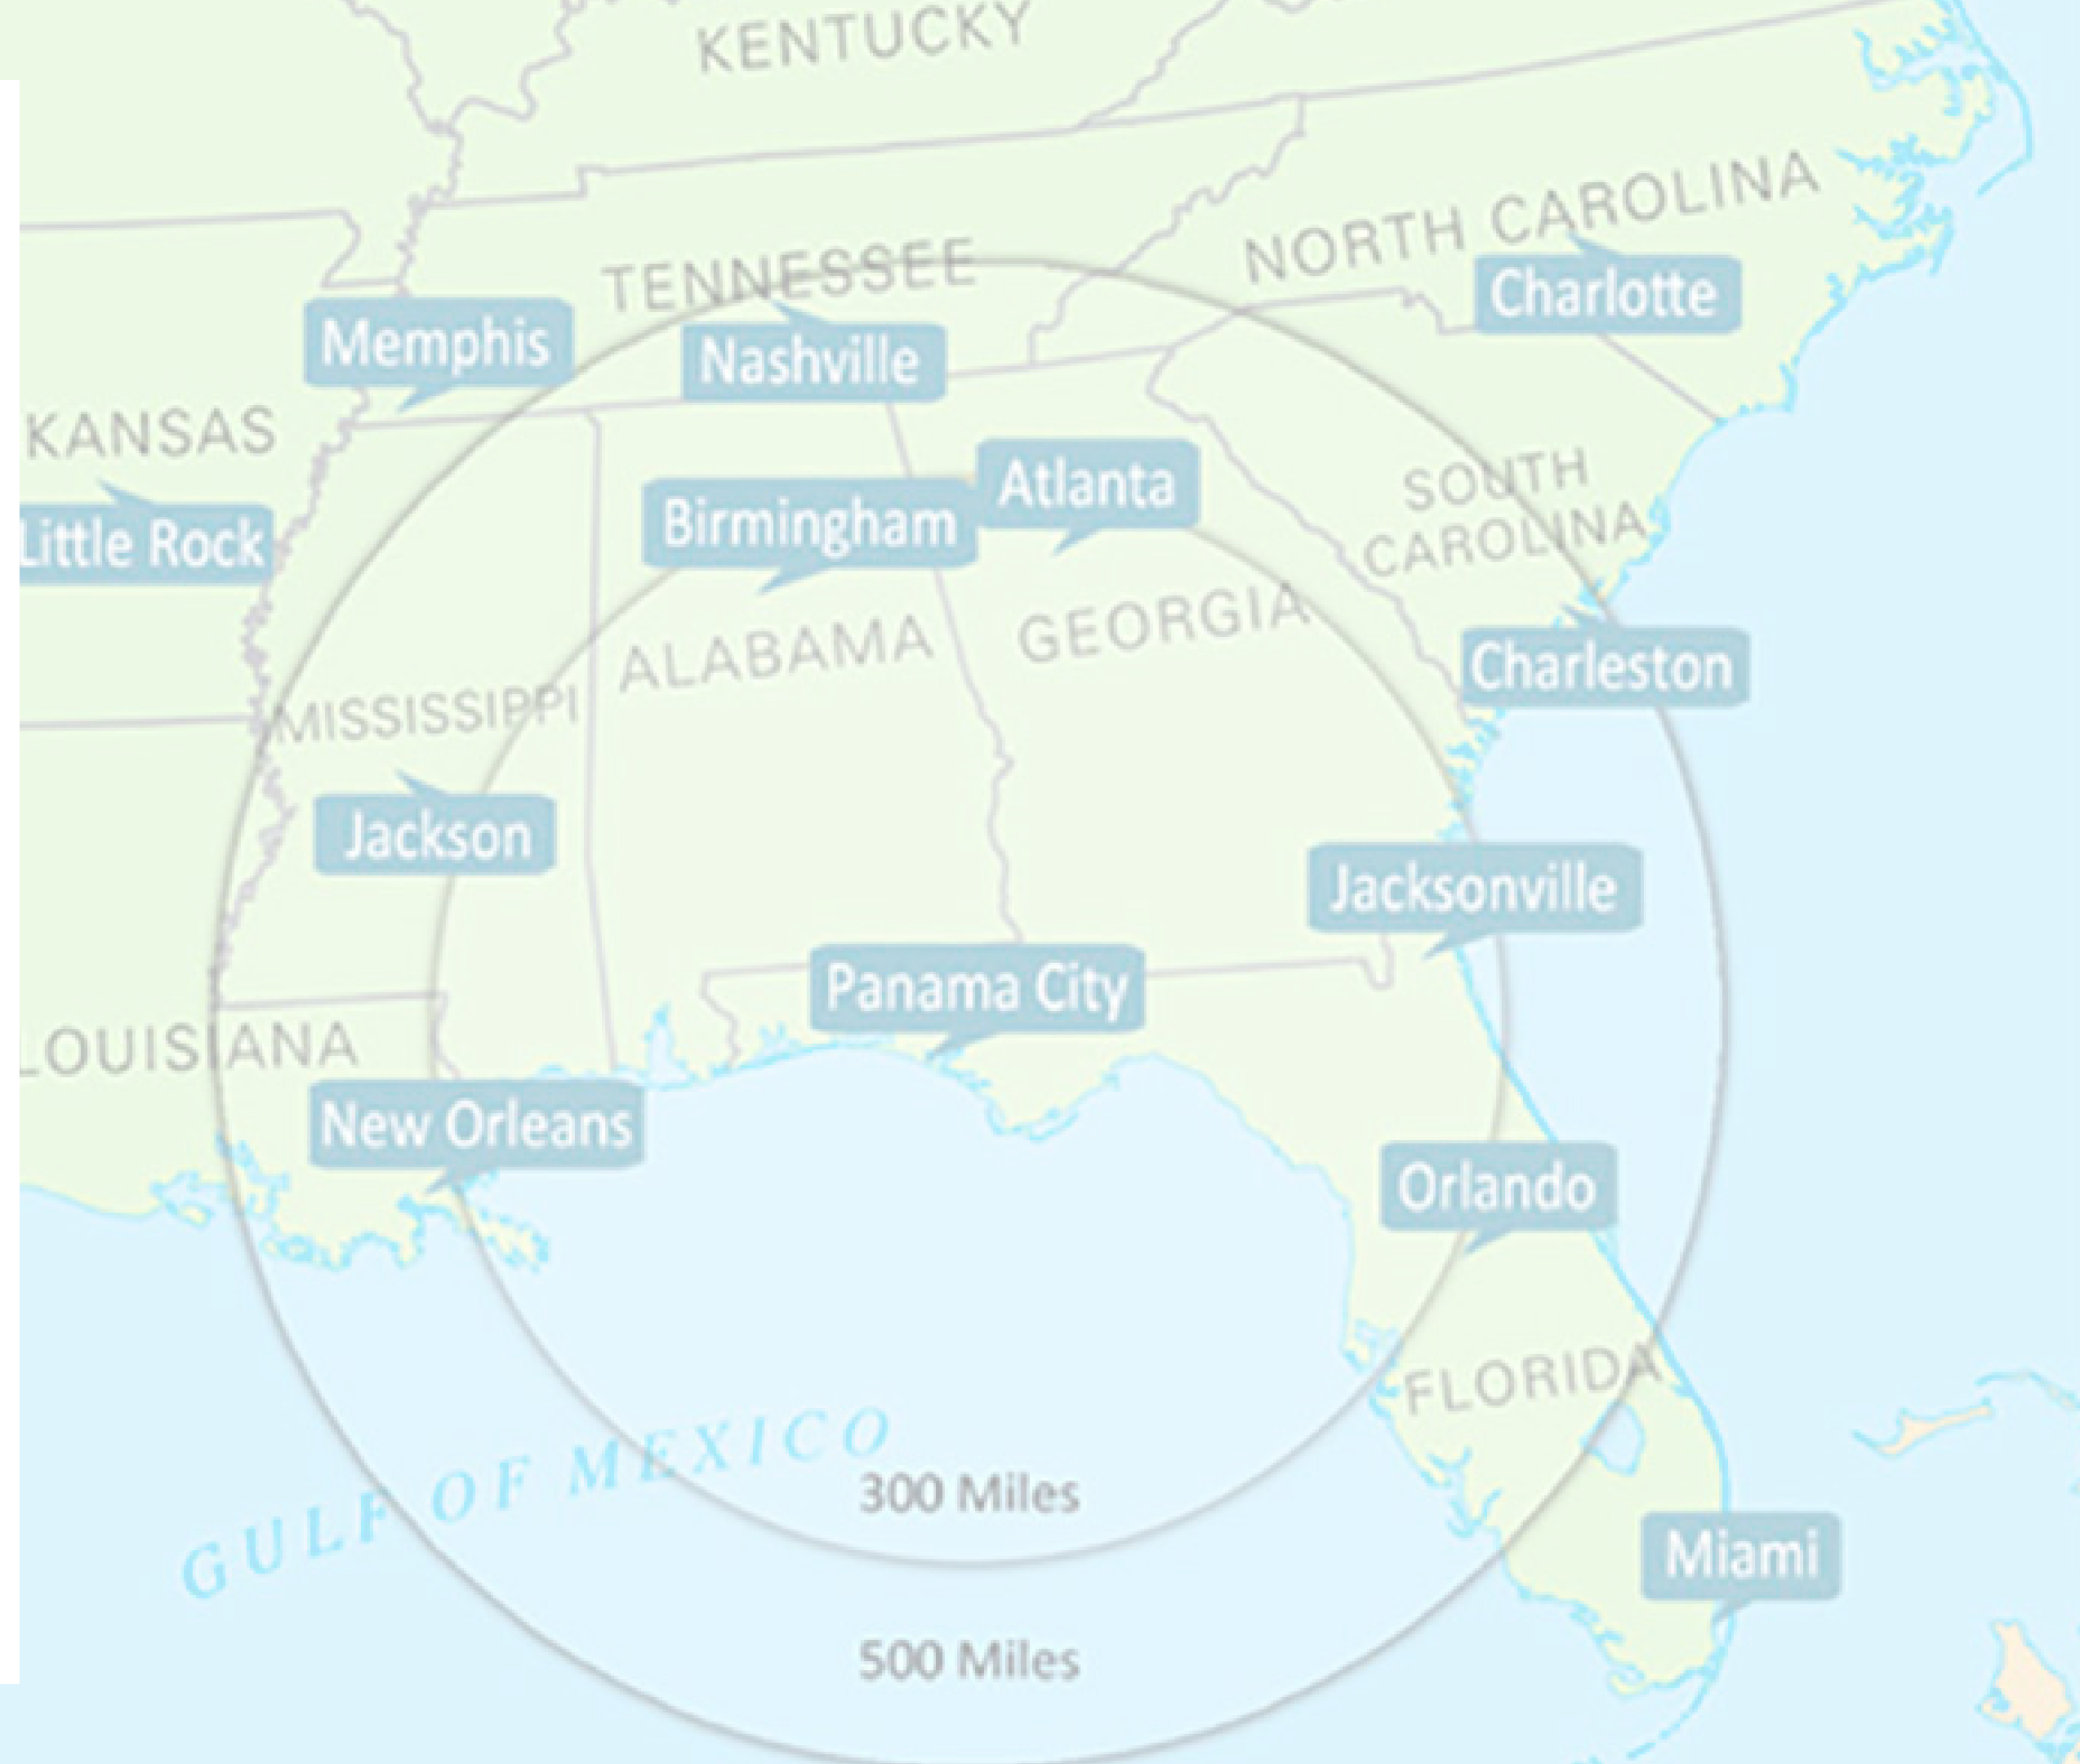 KENTUCKY
NORTH CAROLINA
TENNESSEE
Charlotte
Memphis
Nashville
KANSAS
Atlanta
SOUTH
CAROLINA
Birmingham
Little Rock
GEORGIA
ALABAMA
Charleston
MISSISSIPPI
Jackson
Jacksonville
Panama City
LOUISIANA
New Orleans
Orlando
FLORIDA
GULF OF MEXICO
300 Miles
Miami
500 Miles